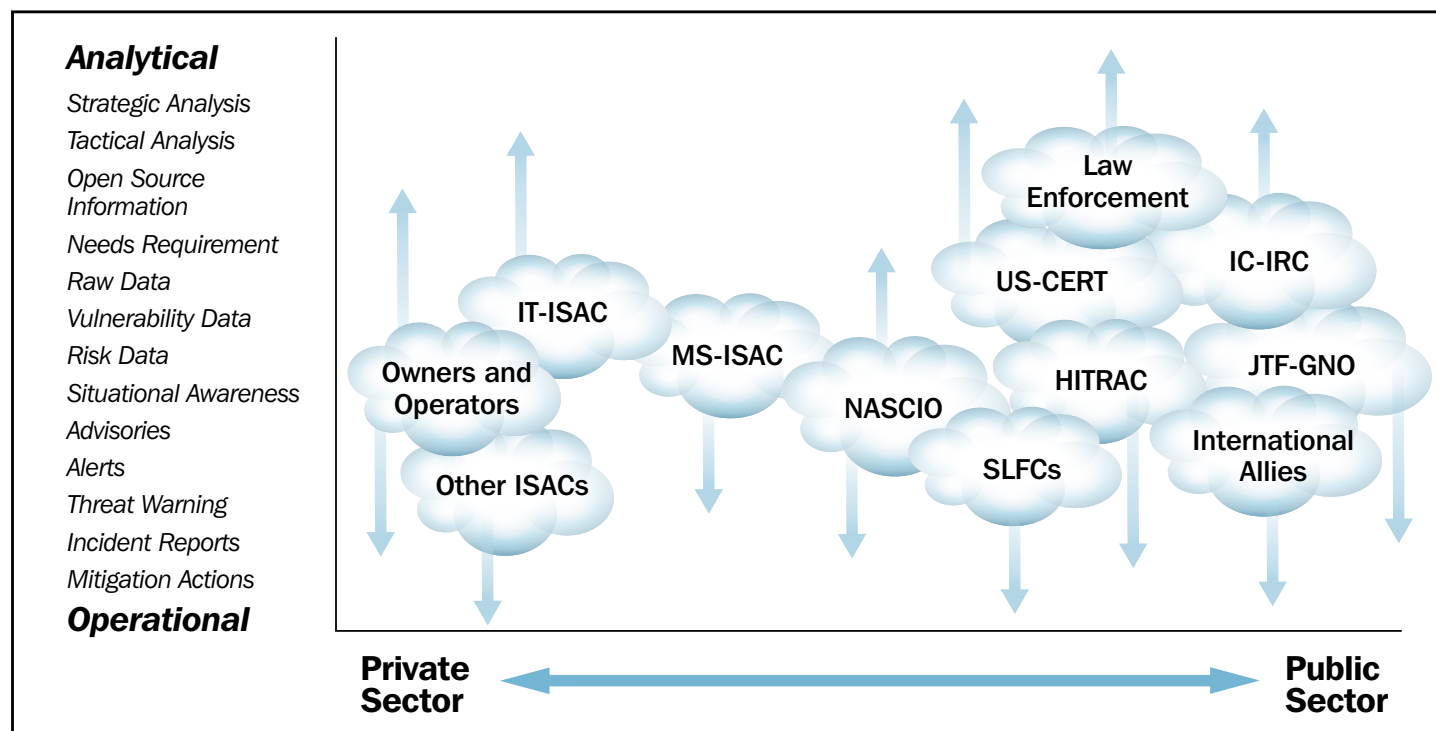 Analytical
Strategic Analysis
Tactical Analysis
Open Source
Information
Needs Requirement
Raw Data
Vulnerability Data
Risk Data
Situational Awareness
Advisories
Alerts
Threat Warning
Incident Reports
Mitigation Actions
Operational
Law
Enforcement
IC-IRC
US-CERT
IT-ISAC
MS-ISAC
JTF-GNO
Owners and
Operators
HITRAC
NASCIO
International
Allies
SLFCs
Other ISACs
Private
Sector
Public
Sector